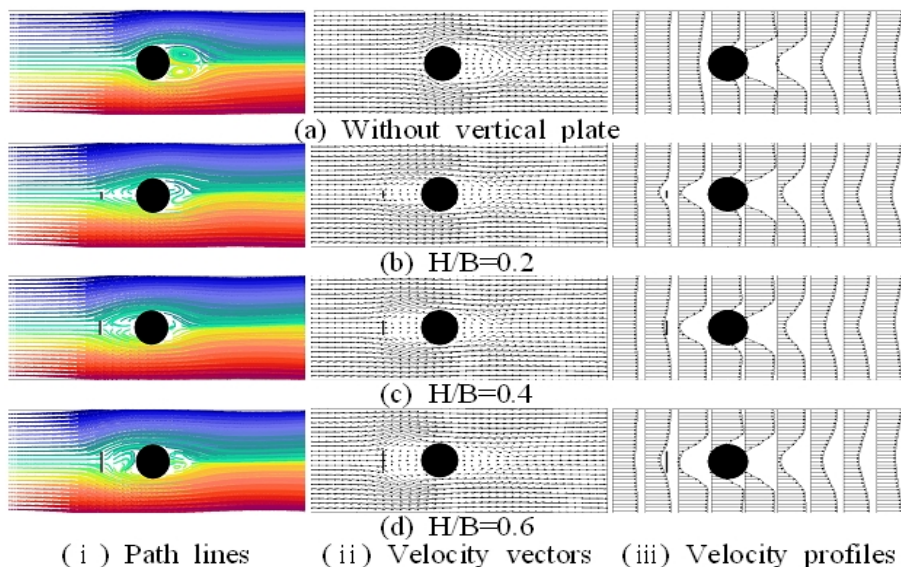 (a) Without vertical plate
(b) H/B=0.2
(c) H/B=0.4
(d) H/B=0.6
(i) Path lines
(ii) Velocity vectors
(iii) Velocity profiles